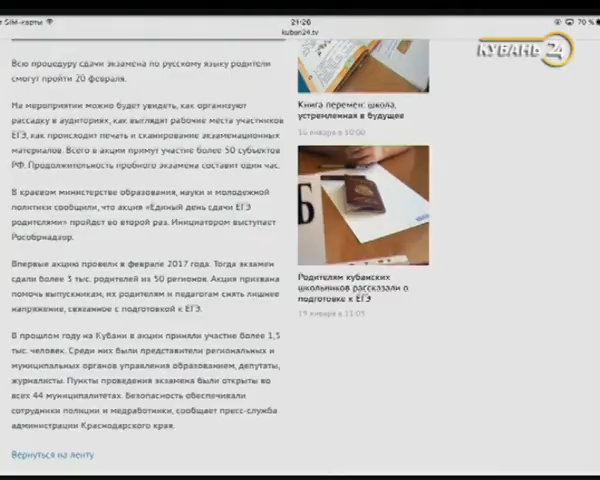 SIM-карты
21:26
70 %
kuban24.tv
КУБАНЬ 24
Всю процедуру сдачи экзамена по русскому языку родители
смогут пройти 20 февраля.
На мероприятии можно будет увидеть, как организуют
рассадку в аудиториях, как выглядят рабочие места участников
ЕГЭ, как происходит печать и сканирование экзаменационных
материалов. Всего в акции примут участие более 50 субъектов
РФ. Продолжительность пробного экзамена составит один час.
В краевом министерстве образования, науки и молодежной
политики сообщили, что акция «Единый день сдачи ЕГЭ
родителями» пройдет во второй раз. Инициатором выступает
Рособрнадзор.
Впервые акцию провели в феврале 2017 года. Тогда экзамен
сдали более 3 тыс. родителей из 50 регионов. Акция призвана
помочь выпускникам, их родителям и педагогам снять лишнее
напряжение, связанное с подготовкой к ЕГЭ.
В прошлом году на Кубани в акции приняли участие более 1,5
тыс. человек. Среди них были представители региональных и
муниципальных органов управления образованием, депутаты,
журналисты. Пункты проведения экзамена были открыты во
всех 44 муниципалитетах. Безопасность обеспечивали
сотрудники полиции и медработники, сообщает пресс-служба
администрации Краснодарского края.
Вернуться на ленту
Книга перемен: школа,
устремленная в будущее
16 января в 10:00
Б
Родителям кубанских
школьников рассказали о
подготовке к ЕГЭ
19 января в 11:05